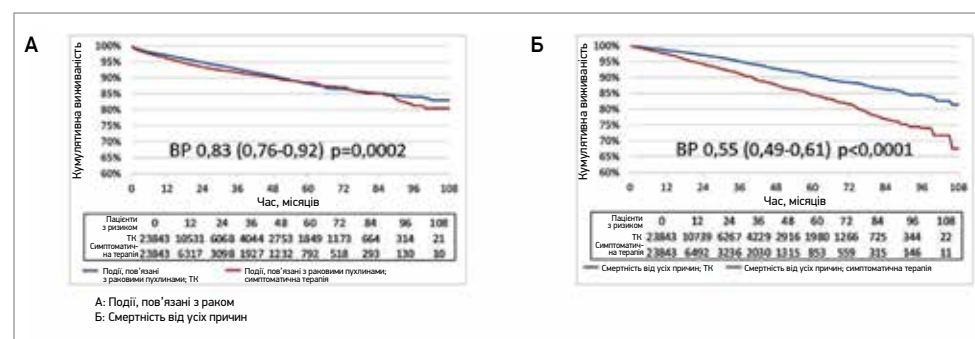 А
Кумулятивна виживаність
100%
95%
90%
85%
80%
75%
70%
65%
60%
ВР 0,83 (0,76-0,92) p=0,0002
0 12 24 36 48 60 72 84 96 108
Час, місяців
Пацієнти
з ризиком
0 12 24 36 48 60 72 84 96 108
ТК 23843 10531 6068 4044 2753 1849 1173 664 314 21
Симптоматич-
на терапія
23843 6317 3098 1927 1232 792 518 293 130 10
Події, пов'язані
з раковими пухлинами; ТК
Події, пов'язані з раковими пухлинами;
симптоматична терапія
Б
Кумулятивна виживаність
100%
95%
90%
85%
80%
75%
70%
65%
60%
ВР 0,55 (0,49-0,61) p<0,0001
0 12 24 36 48 60 72 84 96 108
Час, місяців
Пацієнти
з ризиком
0 12 24 36 48 60 72 84 96 108
ТК 23843 10739 6267 4229 2916 1980 1266 725 344 22
Симптоматич-
на терапія
23843 6492 3236 2030 1315 853 559 315 146 11
Смертність від усіх причин; ТК
Смертність від усіх причин; симптоматична терапія
А: Події, пов'язані з раком
Б: Смертність від усіх причин